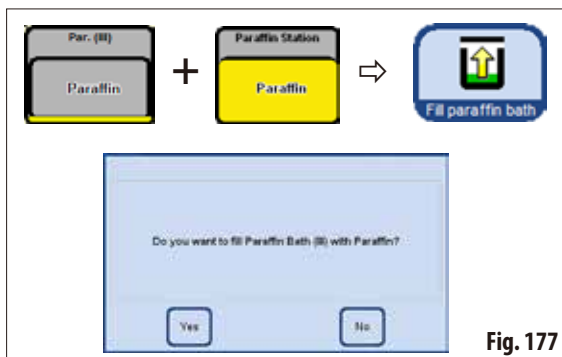 Par. (III)
Paraffin
Paraffin Station
Paraffin
Fill paraffin bath
Do you want to fill Paraffin Bath (III) with Paraffin?
Yes
No
Fig. 177